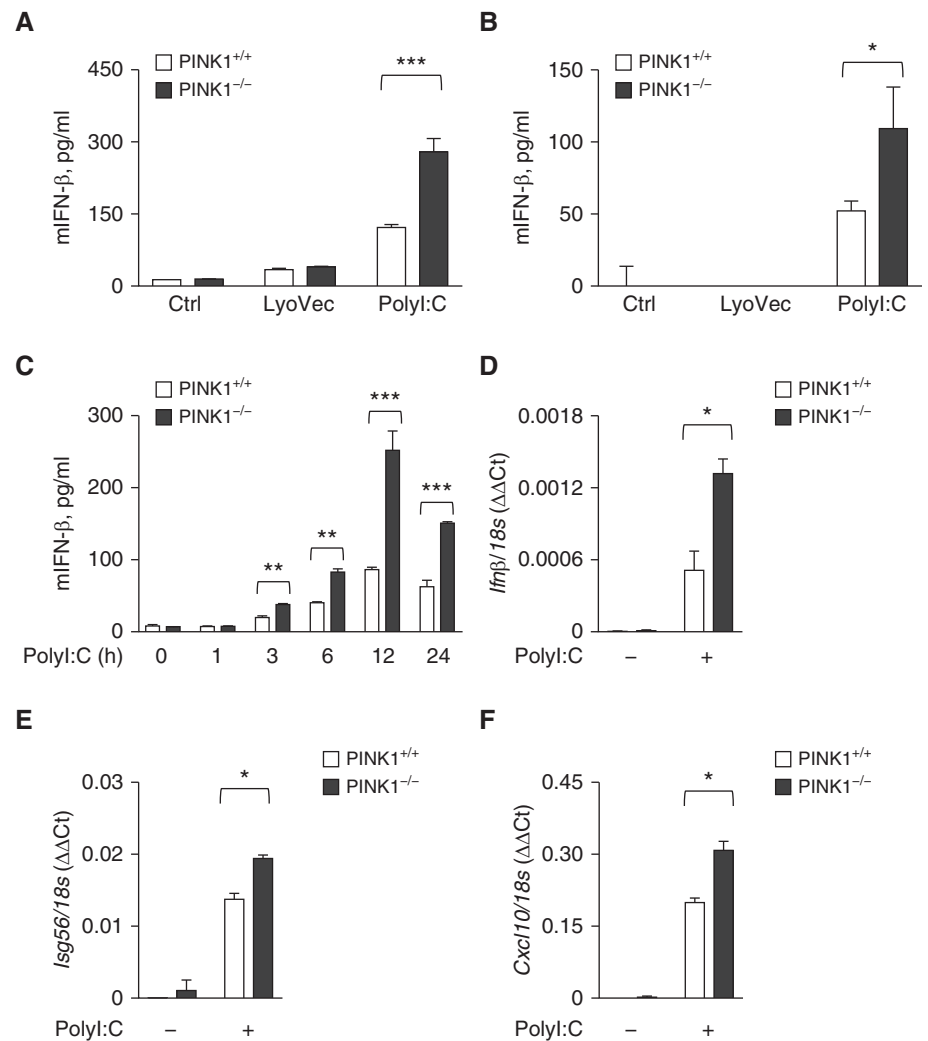 A
PINK1+/+
PINK1−/−
***
mIFN-β, pg/ml
450
300
150
0
Ctrl LyoVec PolyI:C
B
PINK1+/+
PINK1−/−
*
mIFN-β, pg/ml
150
100
50
0
Ctrl LyoVec PolyI:C
C
PINK1+/+
PINK1−/−
mIFN-β, pg/ml
300
200
100
0
** ** *** ***
PolyI:C (h) 0 1 3 6 12 24
D
PINK1+/+
PINK1−/−
*
Ifnβ/18s (ΔΔCt)
0.0018
0.0012
0.0006
0
PolyI:C − +
E
PINK1+/+
PINK1−/−
*
Isg56/18s (ΔΔCt)
0.03
0.02
0.01
0
PolyI:C − +
F
PINK1+/+
PINK1−/−
*
Cxcl10/18s (ΔΔCt)
0.45
0.30
0.15
0
PolyI:C − +